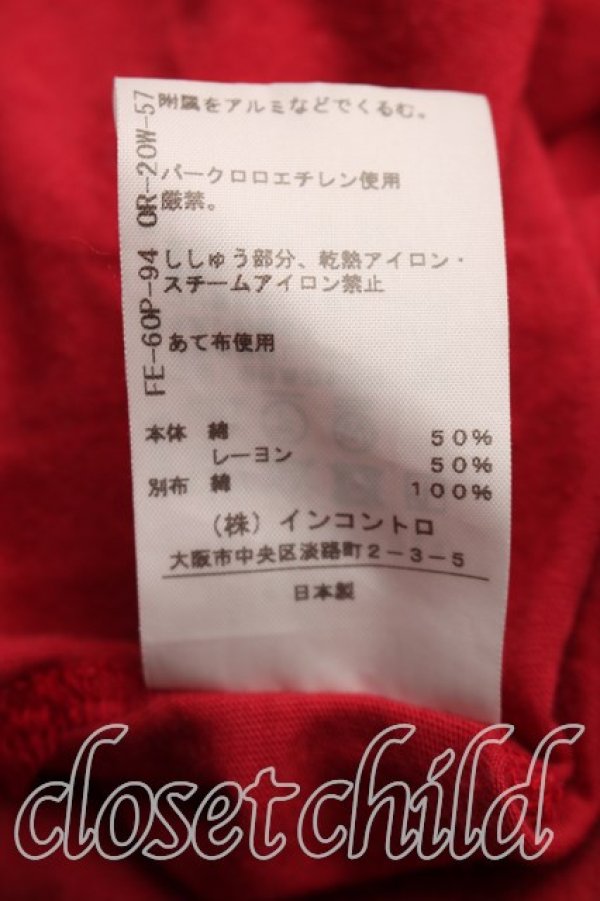 附属をアルミなどでくるむ。
パークロロエチレン使用
厳禁。
ししゅう部分、乾熱アイロン・
スチームアイロン禁止
あて布使用
本体 綿 50%
レーヨン 50%
別布 綿 100%
(株)インコントロ
大阪市中央区淡路町2-3-5
日本製
FE-60P-94 OR-20W-57
closet child